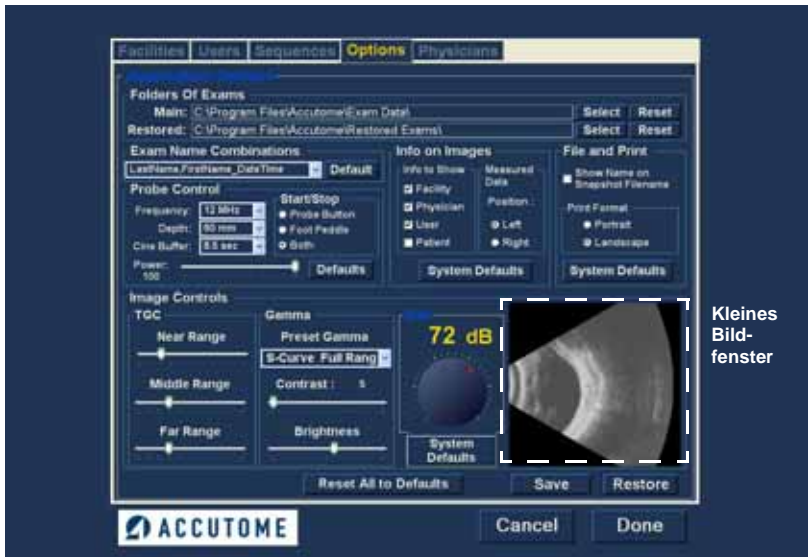 Facilities Users Sequences Options Physicians
Folders Of Exams
Main: C:\Program Files\Accutome\Exam Data\ Select Reset
Restored: C:\Program Files\Accutome\Restored Exams\ Select Reset
Exam Name Combinations
LastName,FirstName_DateTime Default
Info on Images
Info to Show
Facility
Physician
User
Patient
Measured
Data
Position :
Left
Right
System Defaults
File and Print
Show Name on
Snapshot Filename
Print Format
Portrait
Landscape
System Defaults
Probe Control
Frequency: 12 MHz
Depth: 60 mm
Cine Buffer: 8.5 sec
Start/Stop
Probe Button
Foot Peddle
Both
Power:
100
Defaults
Image Controls
TGC
Near Range
Middle Range
Far Range
Gamma
Preset Gamma
S-Curve Full Rang
Contrast : 5
Brightness
72 dB
System
Defaults
Kleines
Bild-
fenster
Reset All to Defaults Save Restore
ACCUTOME Cancel Done